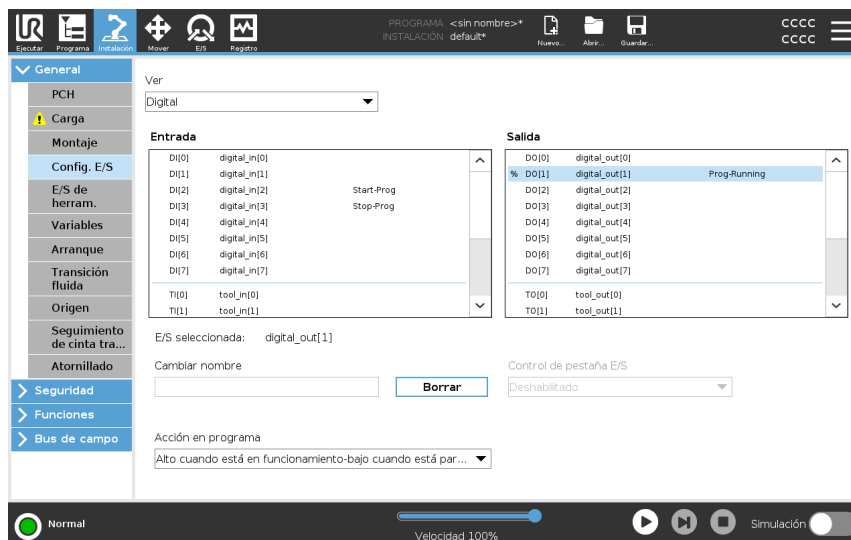 UR
Ejecutar
Programa
Instalación
Mover
E/S
Registro
PROGRAMA <sin nombre>*
INSTALACIÓN default*
Nuevo...
Abrir...
Guardar...
CCCC
CCCC
General
PCH
Carga
Montaje
Config. E/S
E/S de
herram.
Variables
Arranque
Transición
fluida
Origen
Seguimiento
de cinta tra...
Atornillado
Seguridad
Funciones
Bus de campo
Ver
Digital
Entrada
DI[0] digital_in[0]
DI[1] digital_in[1]
DI[2] digital_in[2] Start-Prog
DI[3] digital_in[3] Stop-Prog
DI[4] digital_in[4]
DI[5] digital_in[5]
DI[6] digital_in[6]
DI[7] digital_in[7]
TI[0] tool_in[0]
TI[1] tool_in[1]
Salida
DO[0] digital_out[0]
% DO[1] digital_out[1] Prog-Running
DO[2] digital_out[2]
DO[3] digital_out[3]
DO[4] digital_out[4]
DO[5] digital_out[5]
DO[6] digital_out[6]
DO[7] digital_out[7]
TO[0] tool_out[0]
TO[1] tool_out[1]
E/S seleccionada: digital_out[1]
Cambiar nombre
Borrar
Control de pestaña E/S
Deshabilitado
Acción en programa
Alto cuando está en funcionamiento-bajo cuando está par...
Normal
Velocidad 100%
Simulación